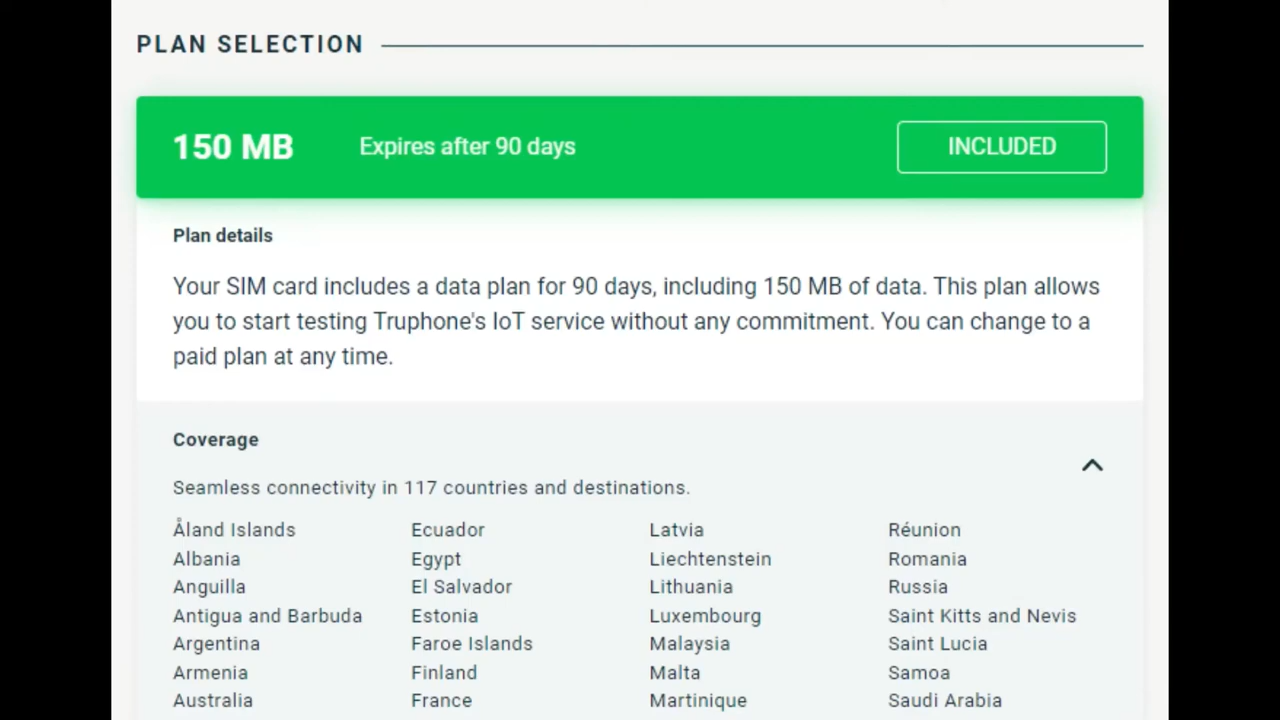 PLAN SELECTION
150 MB Expires after 90 days INCLUDED
Plan details
Your SIM card includes a data plan for 90 days, including 150 MB of data. This plan allows
you to start testing Truphone's IoT service without any commitment. You can change to a
paid plan at any time.
Coverage
Seamless connectivity in 117 countries and destinations.
Åland Islands Ecuador Latvia Réunion
Albania Egypt Liechtenstein Romania
Anguilla El Salvador Lithuania Russia
Antigua and Barbuda Estonia Luxembourg Saint Kitts and Nevis
Argentina Faroe Islands Malaysia Saint Lucia
Armenia Finland Malta Samoa
Australia France Martinique Saudi Arabia